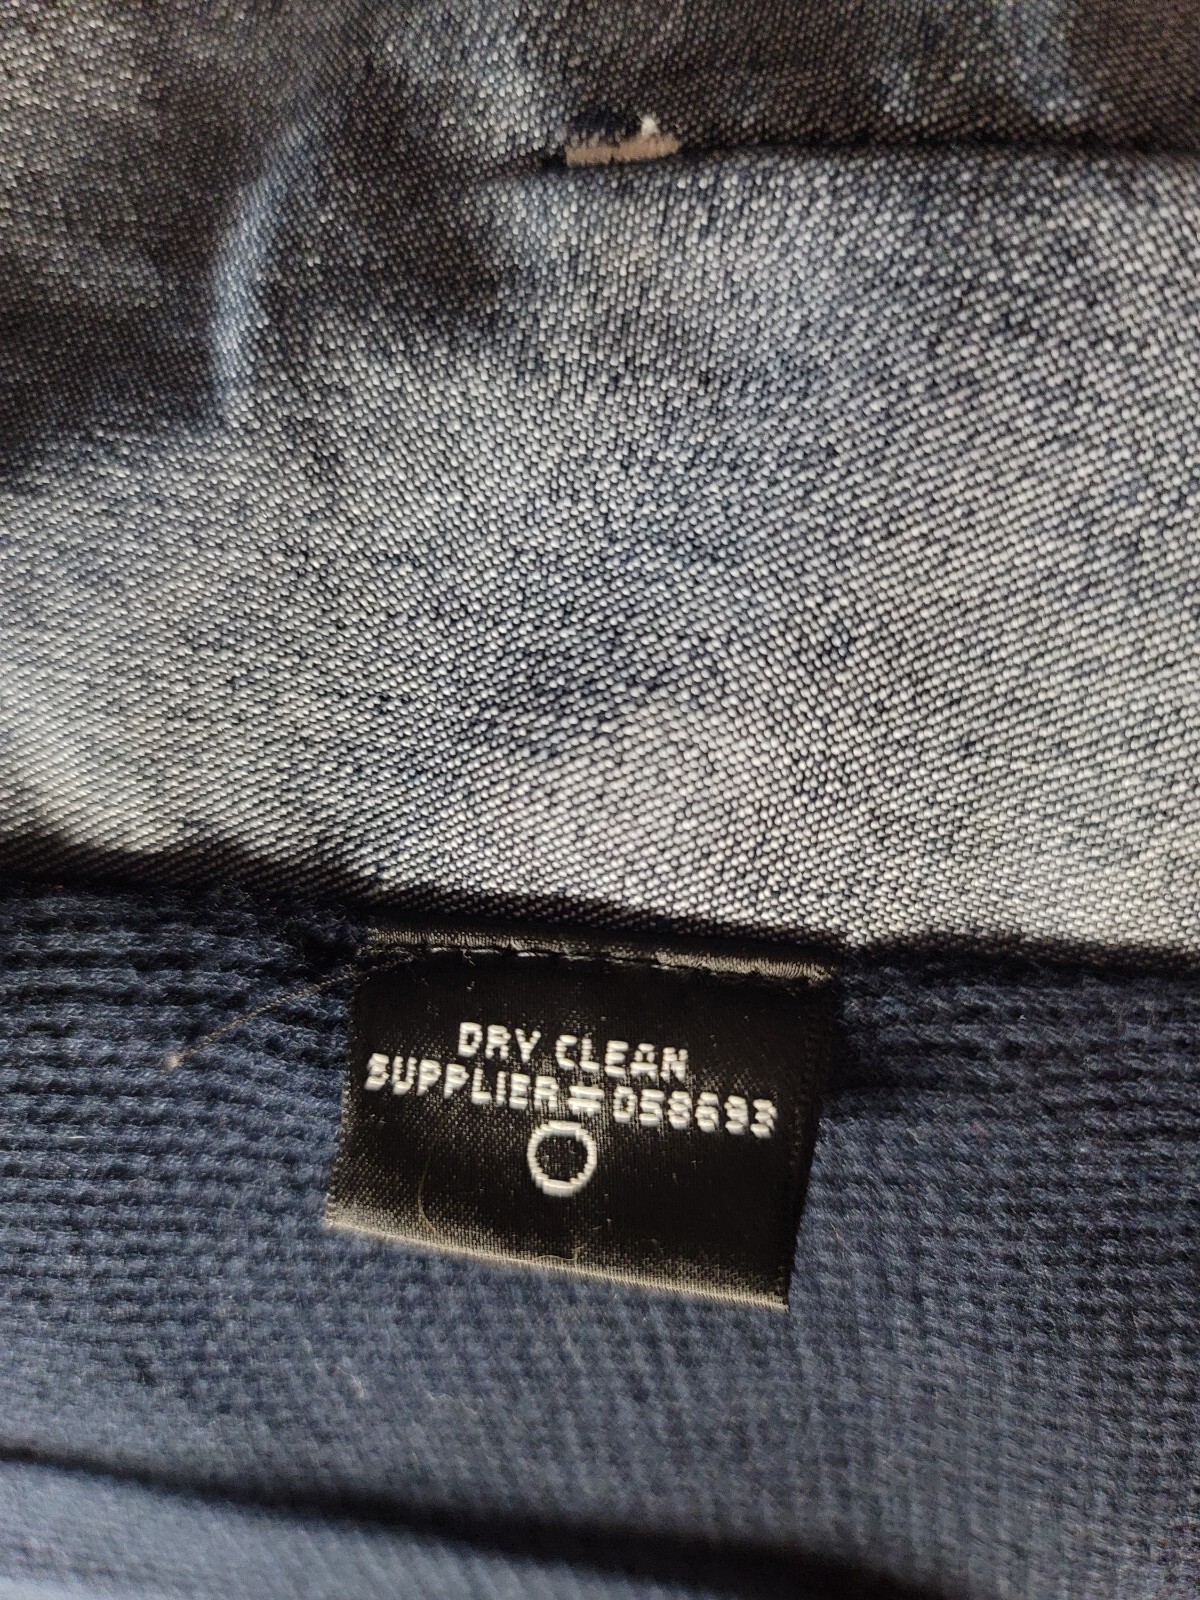 DRY CLEAN
SUPPLIER # 058693